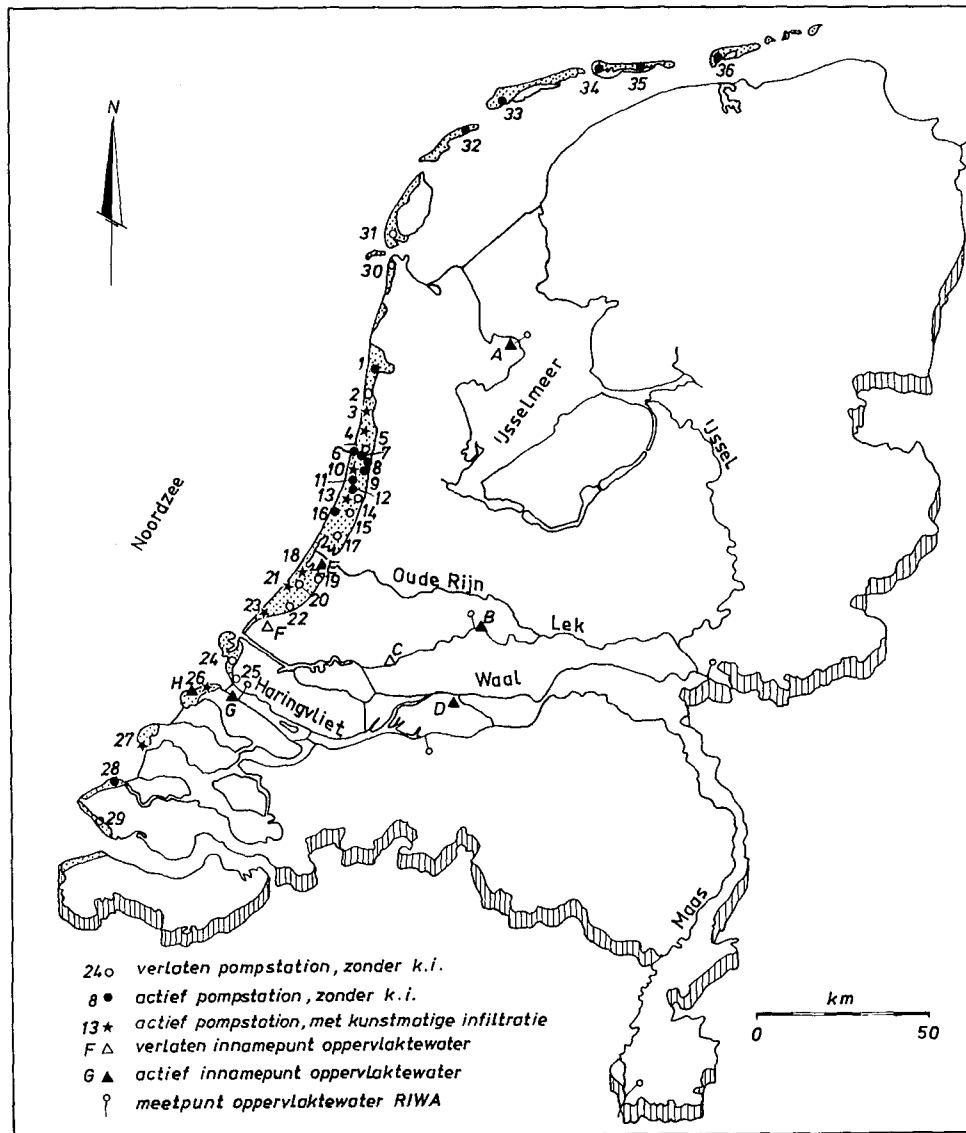 N
36
34
35
33
32
31
30
A
1
2
3
4
5
6
7
10
8
11
9
13
12
16
14
15
17
18
E
21
19
20
23
22
F
24
25
H
26
G
27
28
29
B
C
D
Noordzee
IJsselmeer
IJssel
Oude Rijn
Lek
Waal
Haringvliet
Maas
24 verlaten pompstation, zonder k.i.
8 actief pompstation, zonder k.i.
13 actief pompstation, met kunstmatige infiltratie
F verlaten innamepunt oppervlaktewater
G actief innamepunt oppervlaktewater
meetpunt oppervlaktewater RIWA
km
0 50